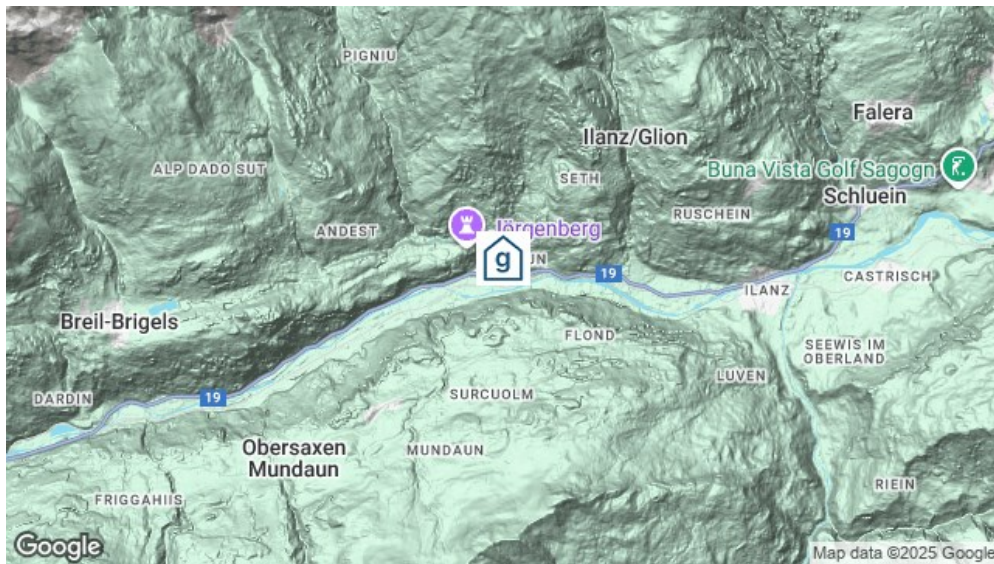 PIGNIU
Falera
Ilanz/Glion
ALP DADO SUT
Buna Vista Golf Sagogn
SETH
Schluein
RUSCHEIN
Jörgenberg
ANDEST
19
g
UN
19
CASTRISCH
ILANZ
Breil-Brigels
FLOND
SEEWIS IM
OBERLAND
LUVEN
19
DARDIN
SURCUOLM
Obersaxen
Mundaun
MUNDAUN
RIEIN
FRIGGAHÜS
Google
Map data ©2025 Google